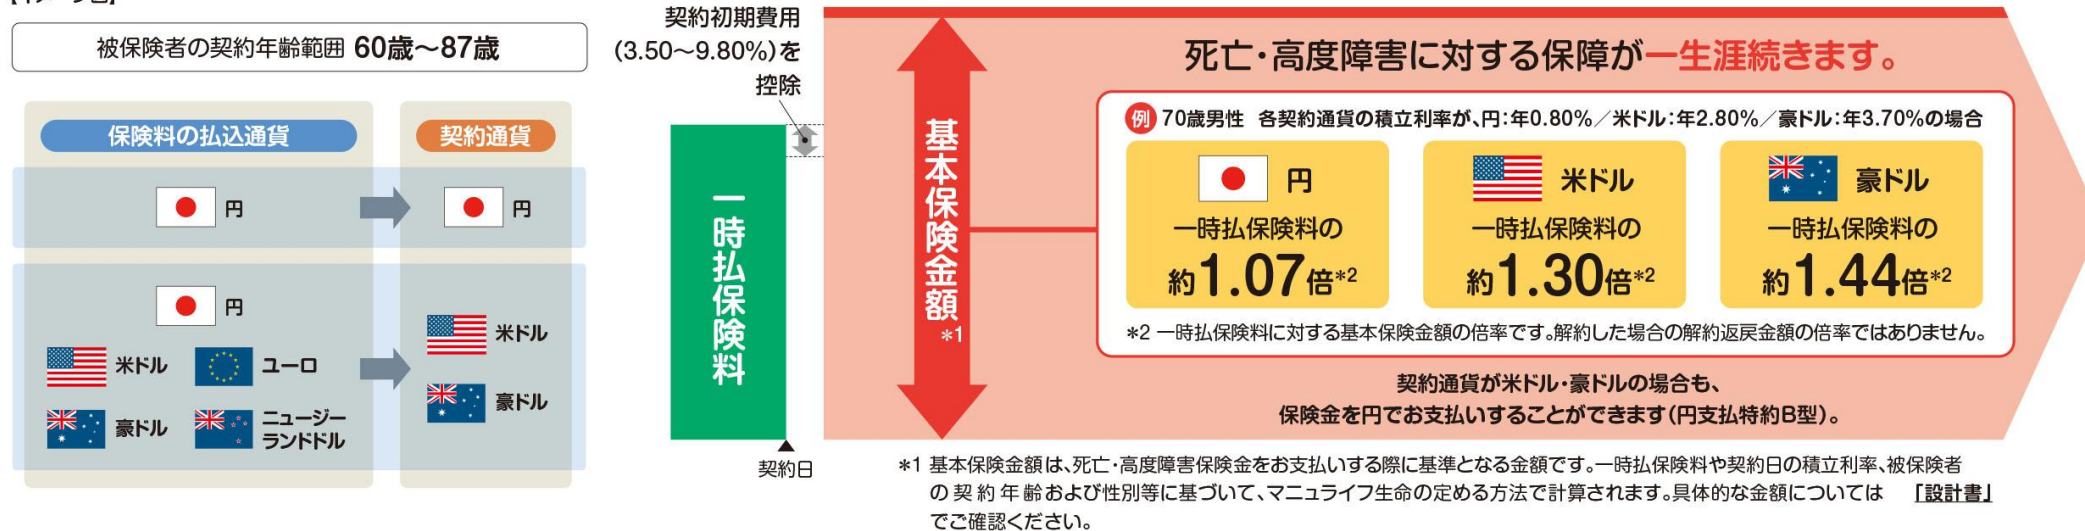 被保険者の契約年齢範囲 60歳～87歳
保険料の払込通貨
契約通貨
円
円
円
米ドル
ユーロ
豪ドル
ニュージー
ランドドル
米ドル
豪ドル
契約初期費用
(3.50～9.80%)を
控除
一時払保険料
契約日
基本保険金額*1
死亡・高度障害に対する保障が一生涯続きます。
例 70歳男性 各契約通貨の積立利率が、円：年0.80%／米ドル：年2.80%／豪ドル：年3.70%の場合
円
一時払保険料の
約1.07倍*2
米ドル
一時払保険料の
約1.30倍*2
豪ドル
一時払保険料の
約1.44倍*2
*2 一時払保険料に対する基本保険金額の倍率です。解約した場合の解約返戻金額の倍率ではありません。
契約通貨が米ドル・豪ドルの場合も、
保険金を円でお支払いすることができます(円支払特約B型)。
*1 基本保険金額は、死亡・高度障害保険金をお支払いする際に基準となる金額です。一時払保険料や契約日の積立利率、被保険者
の契約年齢および性別等に基づいて、マニュライフ生命の定める方法で計算されます。具体的な金額については 「設計書」
でご確認ください。